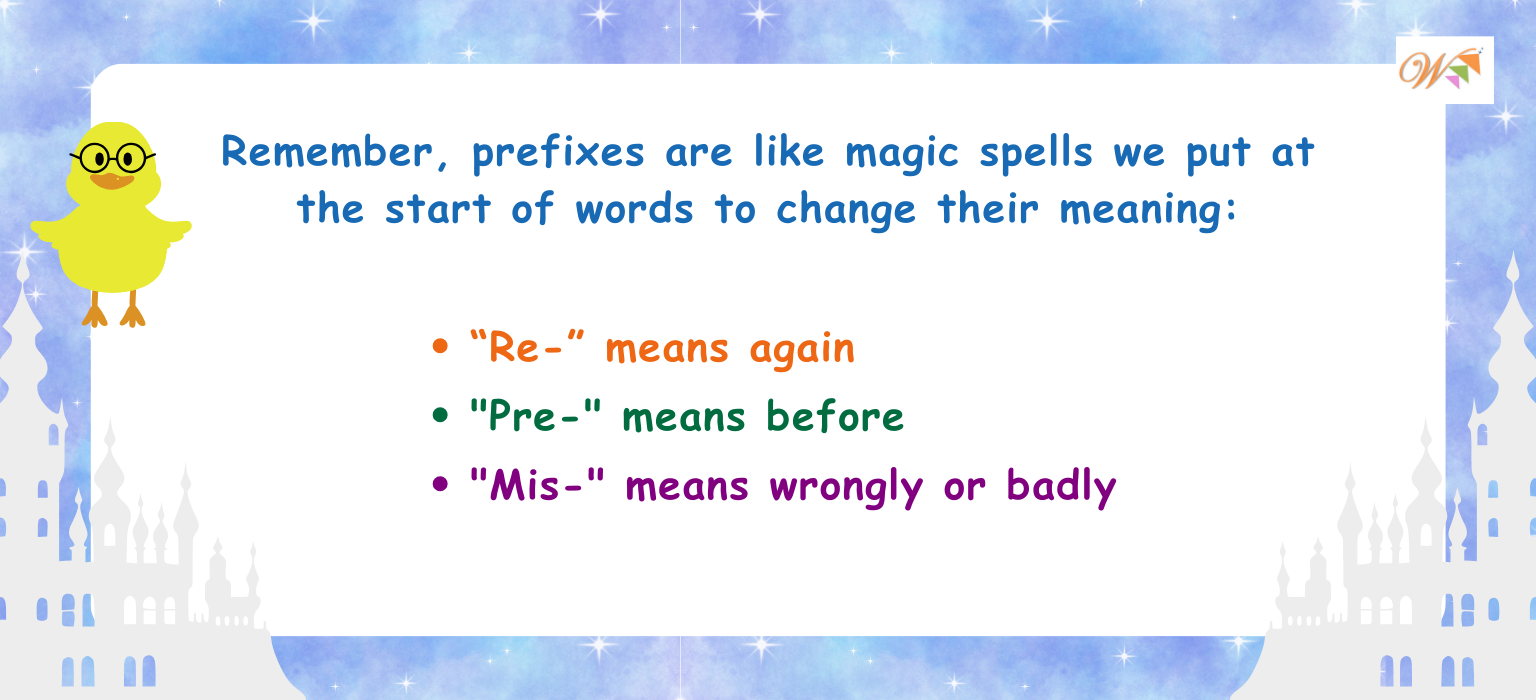 W
Remember, prefixes are like magic spells we put at
the start of words to change their meaning:
• “Re-” means again
• "Pre-" means before
• "Mis-" means wrongly or badly